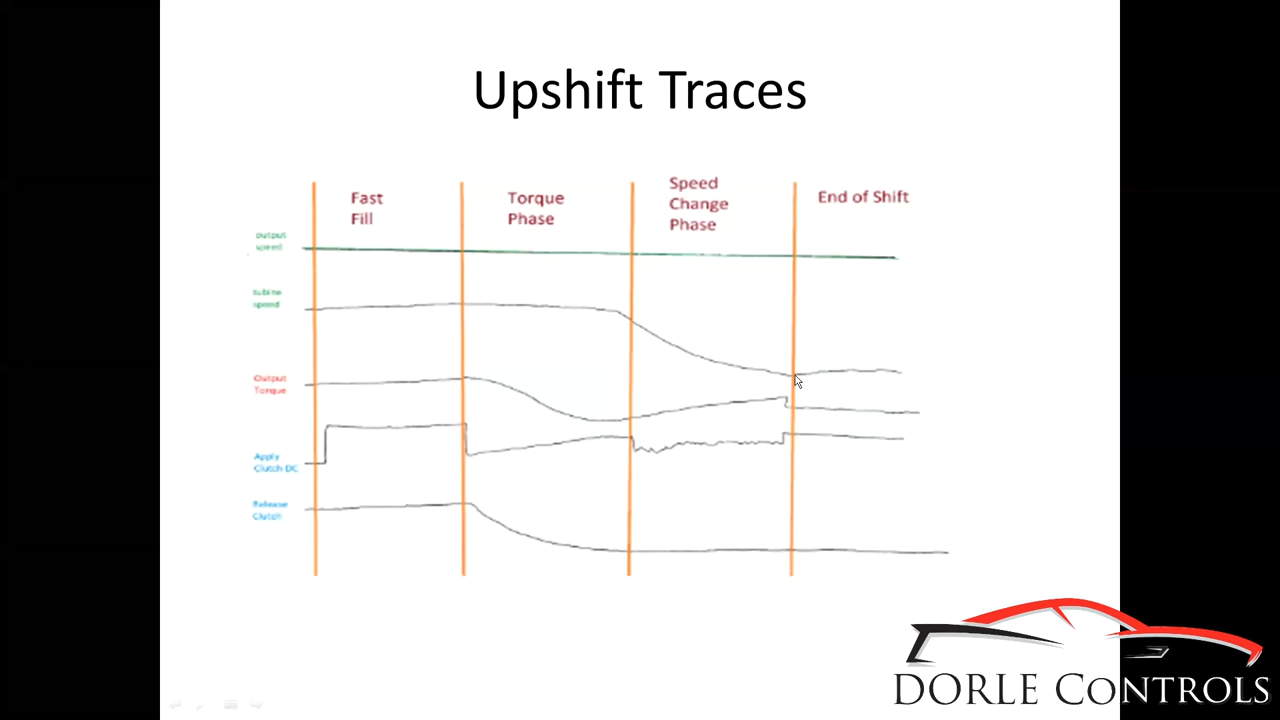 Upshift Traces
Fast
Fill
Torque
Phase
Speed
Change
Phase
End of Shift
output
speed
tubine
speed
Output
Torque
Apply
Clutch DC
Release
Clutch
DORLE CONTROLS